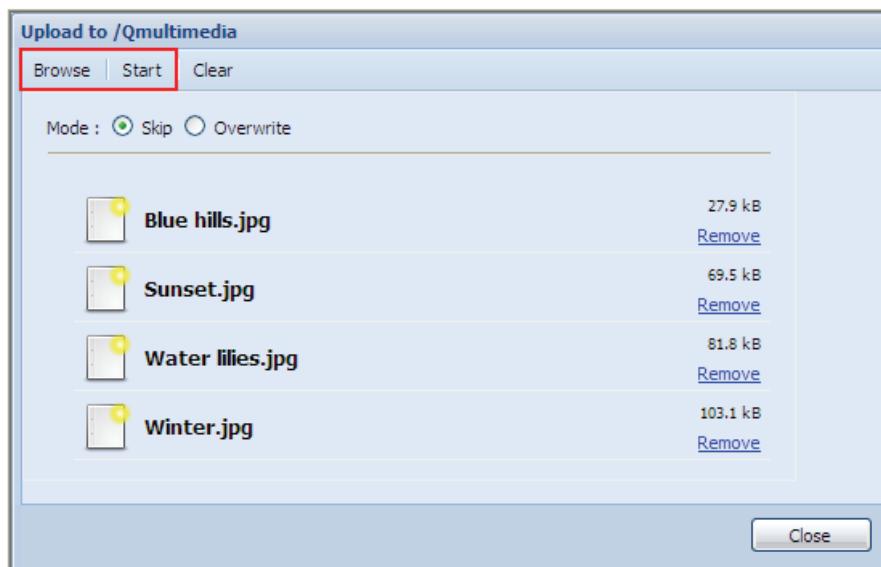 Upload to /Qmultimedia
Browse Start Clear
Mode : Skip Overwrite
Blue hills.jpg 27.9 kB
Remove
Sunset.jpg 69.5 kB
Remove
Water lilies.jpg 81.8 kB
Remove
Winter.jpg 103.1 kB
Remove
Close